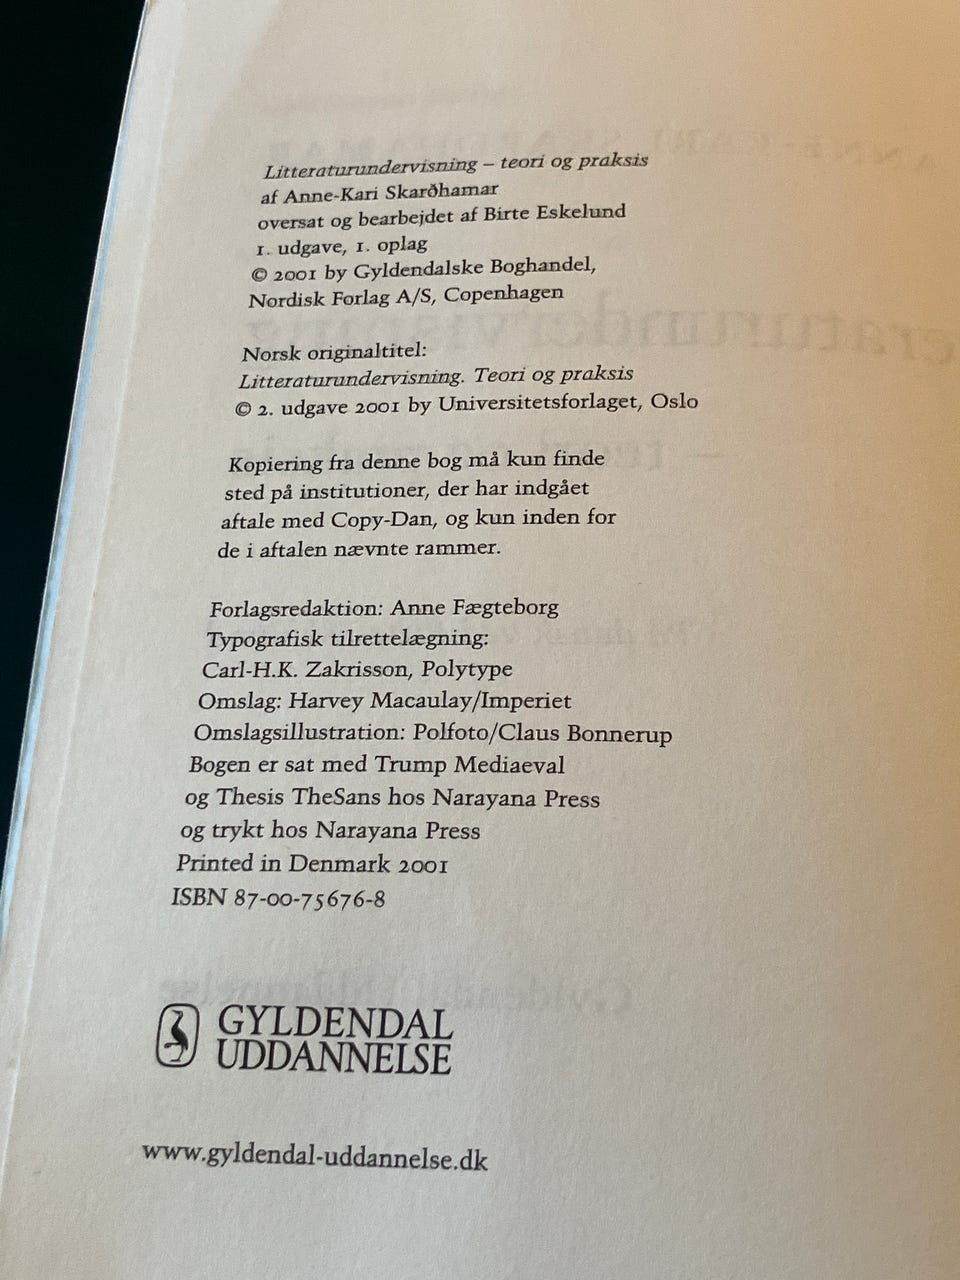 Litteraturundervisning – teori og praksis
af Anne-Kari Skarðhamar
oversat og bearbejdet af Birte Eskelund
1. udgave, 1. oplag
© 2001 by Gyldendalske Boghandel,
Nordisk Forlag A/S, Copenhagen
Norsk originaltitel:
Litteraturundervisning. Teori og praksis
© 2. udgave 2001 by Universitetsforlaget, Oslo
Kopiering fra denne bog må kun finde
sted på institutioner, der har indgået
aftale med Copy-Dan, og kun inden for
de i aftalen nævnte rammer.
Forlagsredaktion: Anne Fægteborg
Typografisk tilrettelægning:
Carl-H.K. Zakrisson, Polytype
Omslag: Harvey Macaulay/Imperiet
Omslagsillustration: Polfoto/Claus Bonnerup
Bogen er sat med Trump Mediaeval
og Thesis TheSans hos Narayana Press
og trykt hos Narayana Press
Printed in Denmark 2001
ISBN 87-00-75676-8
GYLDENDAL
UDDANNELSE
www.gyldendal-uddannelse.dk